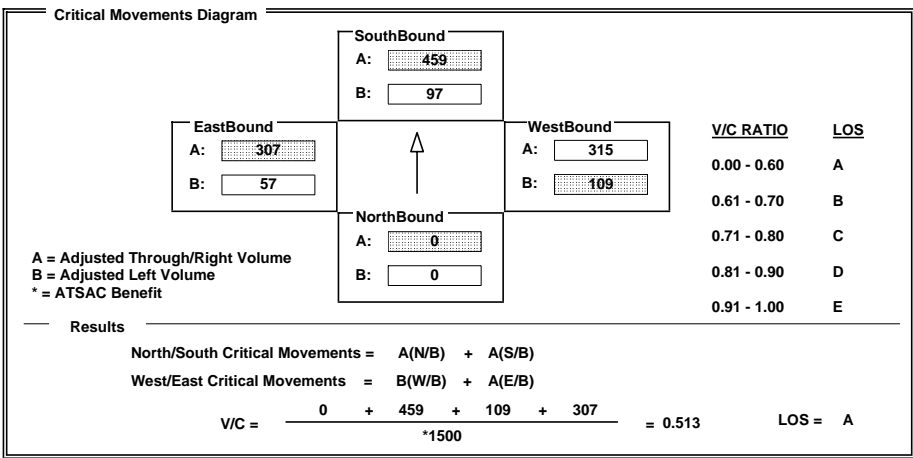 Critical Movements Diagram
SouthBound
A: 459
B: 97
EastBound
A: 307
B: 57
WestBound
A: 315
B: 109
NorthBound
A: 0
B: 0
V/C RATIO LOS
0.00 - 0.60 A
0.61 - 0.70 B
0.71 - 0.80 C
0.81 - 0.90 D
0.91 - 1.00 E
A = Adjusted Through/Right Volume
B = Adjusted Left Volume
* = ATSAC Benefit
Results
North/South Critical Movements = A(N/B) + A(S/B)
West/East Critical Movements = B(W/B) + A(E/B)
V/C = 0 + 459 + 109 + 307 = 0.513 LOS = A
*1500